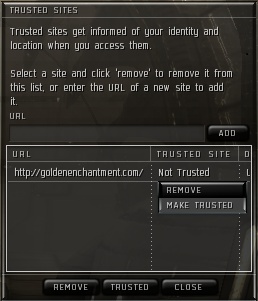 TRUSTED SITES
Trusted sites get informed of your identity and
location when you access them.
Select a site and click 'remove' to remove it from
this list, or enter the URL of a new site to add
it.
URL
ADD
URL TRUSTED SITE D
http://goldenenchantment.com/ Not Trusted
REMOVE
MAKE TRUSTED
REMOVE TRUSTED CLOSE